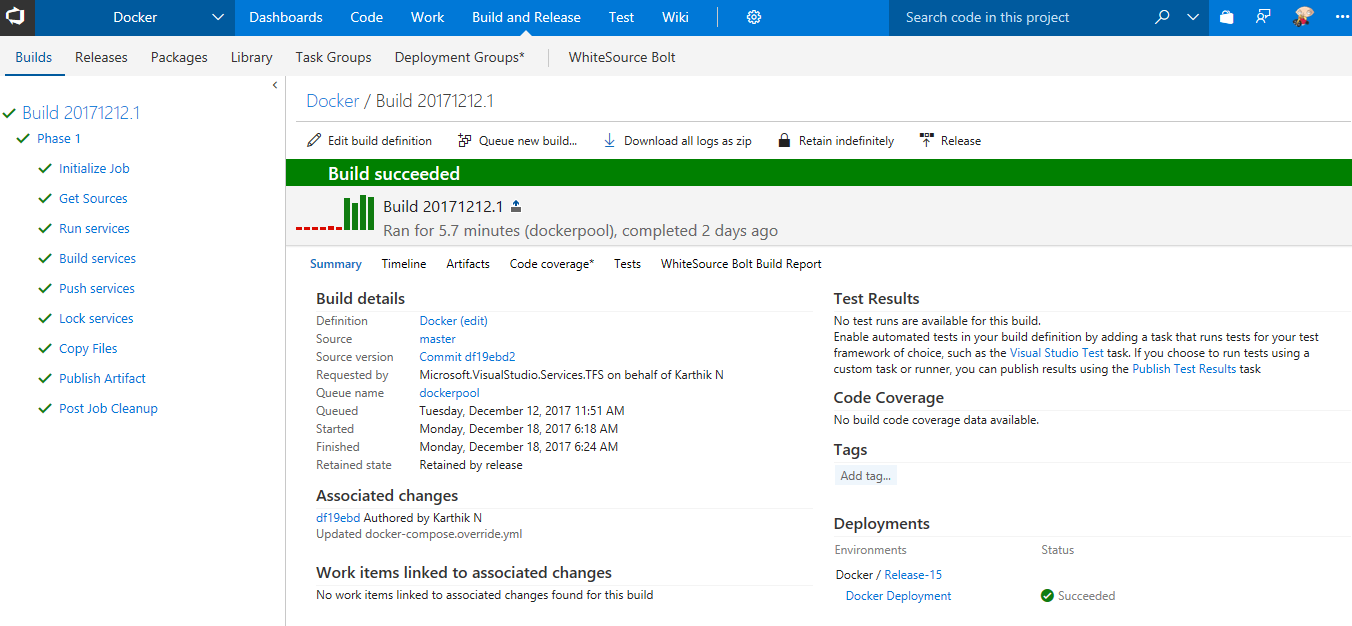 Docker Dashboards Code Work Build and Release Test Wiki Search code in this project
Builds Releases Packages Library Task Groups Deployment Groups* WhiteSource Bolt
Build 20171212.1
Phase 1
Initialize Job
Get Sources
Run services
Build services
Push services
Lock services
Copy Files
Publish Artifact
Post Job Cleanup
Docker / Build 20171212.1
Edit build definition Queue new build... Download all logs as zip Retain indefinitely Release
Build succeeded
Build 20171212.1
Ran for 5.7 minutes (dockerpool), completed 2 days ago
Summary Timeline Artifacts Code coverage* Tests WhiteSource Bolt Build Report
Build details
Definition Docker (edit)
Source master
Source version Commit df19ebd2
Requested by Microsoft.VisualStudio.Services.TFS on behalf of Karthik N
Queue name dockerpool
Queued Tuesday, December 12, 2017 11:51 AM
Started Monday, December 18, 2017 6:18 AM
Finished Monday, December 18, 2017 6:24 AM
Retained state Retained by release
Associated changes
df19ebd Authored by Karthik N
Updated docker-compose.override.yml
Work items linked to associated changes
No work items linked to associated changes found for this build
Test Results
No test runs are available for this build.
Enable automated tests in your build definition by adding a task that runs tests for your test
framework of choice, such as the Visual Studio Test task. If you choose to run tests using a
custom task or runner, you can publish results using the Publish Test Results task
Code Coverage
No build code coverage data available.
Tags
Add tag...
Deployments
Environments Status
Docker / Release-15
Docker Deployment Succeeded